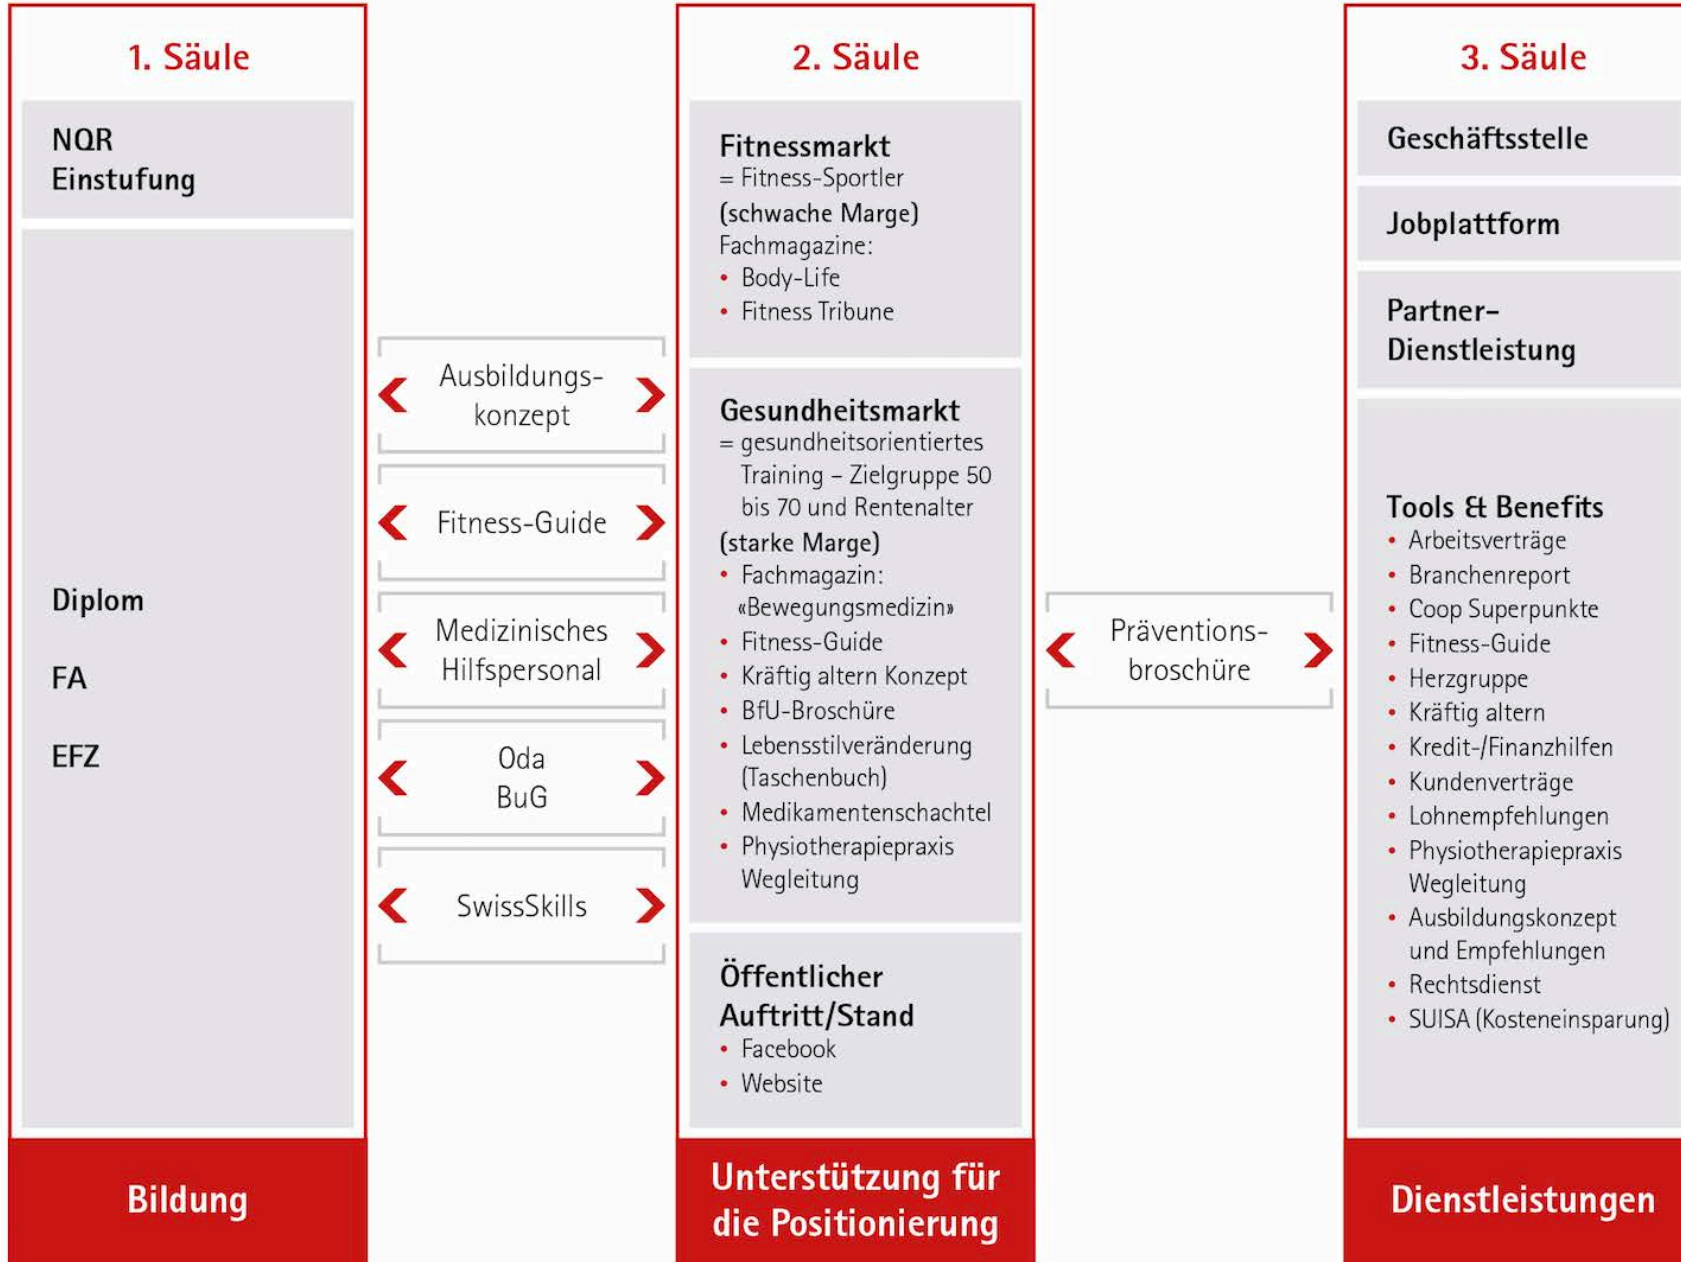 1. Säule
NQR
Einstufung
Diplom
FA
EFZ
Bildung
Ausbildungs-
konzept
Fitness-Guide
Medizinisches
Hilfspersonal
Oda
BuG
SwissSkills
2. Säule
Fitnessmarkt
= Fitness-Sportler
(schwache Marge)
Fachmagazine:
• Body-Life
• Fitness Tribune
Gesundheitsmarkt
= gesundheitsorientiertes
Training – Zielgruppe 50
bis 70 und Rentenalter
(starke Marge)
• Fachmagazin:
«Bewegungsmedizin»
• Fitness-Guide
• Kräftig altern Konzept
• BfU-Broschüre
• Lebensstilveränderung
(Taschenbuch)
• Medikamentenschachtel
• Physiotherapiepraxis
Wegleitung
Öffentlicher
Auftritt/Stand
• Facebook
• Website
Unterstützung für
die Positionierung
Präventions-
broschüre
3. Säule
Geschäftsstelle
Jobplattform
Partner-
Dienstleistung
Tools & Benefits
• Arbeitsverträge
• Branchenreport
• Coop Superpunkte
• Fitness-Guide
• Herzgruppe
• Kräftig altern
• Kredit-/Finanzhilfen
• Kundenverträge
• Lohnempfehlungen
• Physiotherapiepraxis
Wegleitung
• Ausbildungskonzept
und Empfehlungen
• Rechtsdienst
• SUISA (Kosteneinsparung)
Dienstleistungen